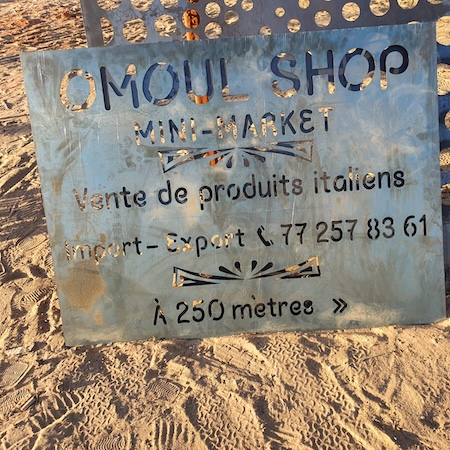 OMOUL SHOP
MINI-MARKET
Vente de produits italiens
Import-Export 77 257 83 61
À 250 mètres »